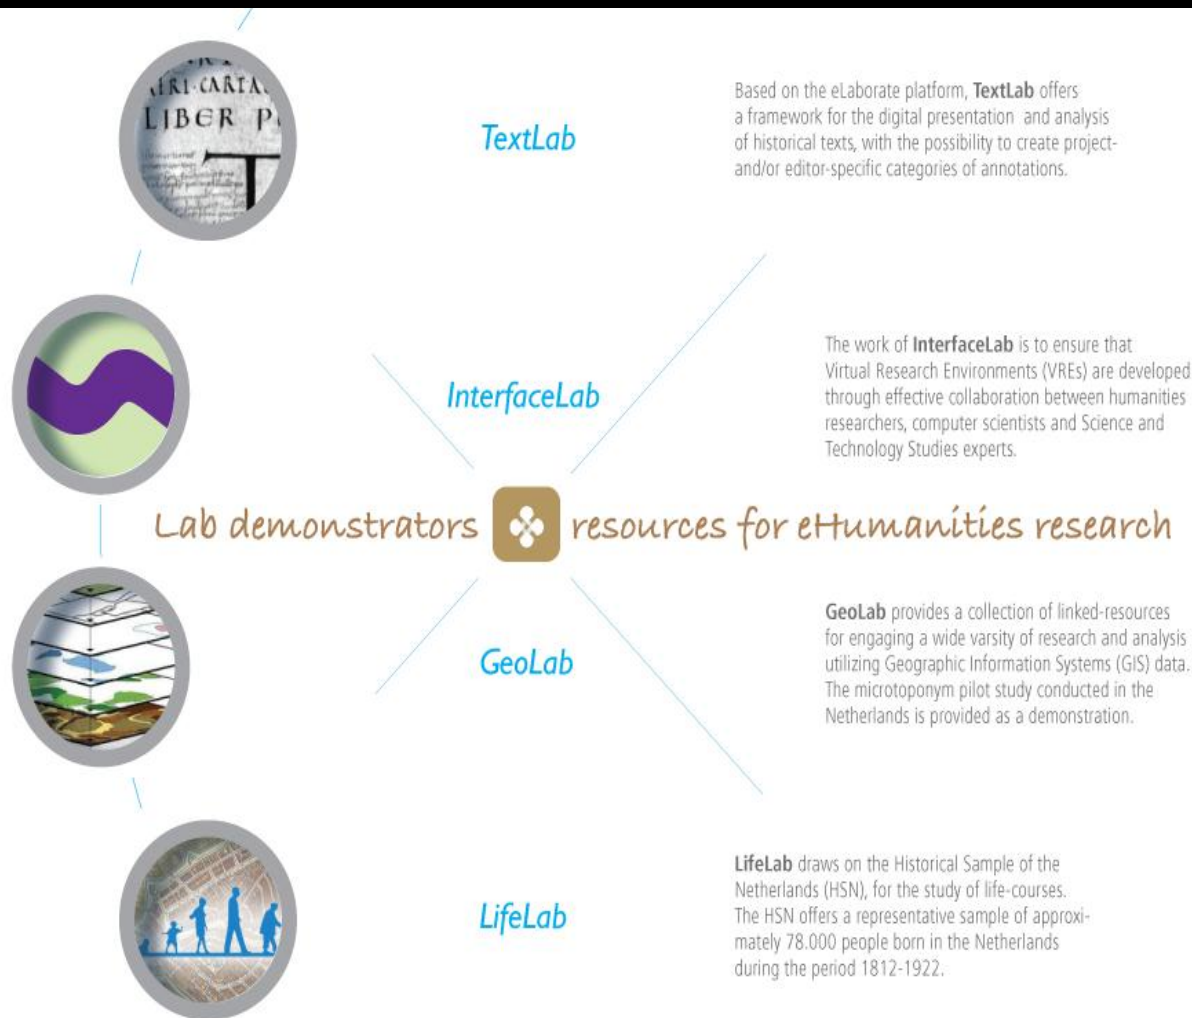 IRI·CARTA
LIBER P
TextLab
Based on the eLaborate platform, TextLab offers
a framework for the digital presentation and analysis
of historical texts, with the possibility to create project-
and/or editor-specific categories of annotations.
InterfaceLab
The work of InterfaceLab is to ensure that
Virtual Research Environments (VREs) are developed
through effective collaboration between humanities
researchers, computer scientists and Science and
Technology Studies experts.
Lab demonstrators resources for eHumanities research
GeoLab
GeoLab provides a collection of linked-resources
for engaging a wide varsity of research and analysis
utilizing Geographic Information Systems (GIS) data.
The microtoponym pilot study conducted in the
Netherlands is provided as a demonstration.
LifeLab
LifeLab draws on the Historical Sample of the
Netherlands (HSN), for the study of life-courses.
The HSN offers a representative sample of approxi-
mately 78.000 people born in the Netherlands
during the period 1812-1922.